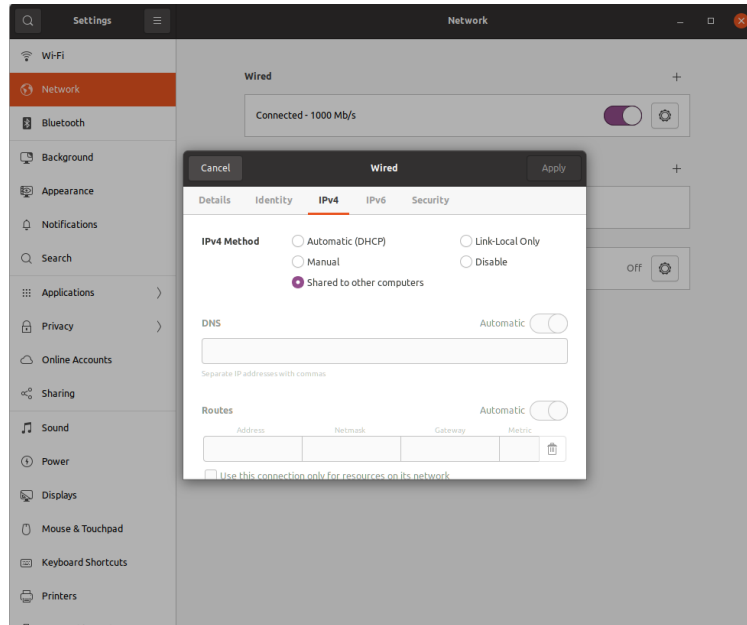 Settings
Network
Wi-Fi
Network
Bluetooth
Background
Appearance
Notifications
Search
Applications
Privacy
Online Accounts
Sharing
Sound
Power
Displays
Mouse & Touchpad
Keyboard Shortcuts
Printers
Wired
Connected - 1000 Mb/s
Off
Cancel
Wired
Apply
Details
Identity
IPv4
IPv6
Security
IPv4 Method
Automatic (DHCP)
Link-Local Only
Manual
Disable
Shared to other computers
DNS
Automatic
Separate IP addresses with commas
Routes
Automatic
Address
Netmask
Gateway
Metric
Use this connection only for resources on its network